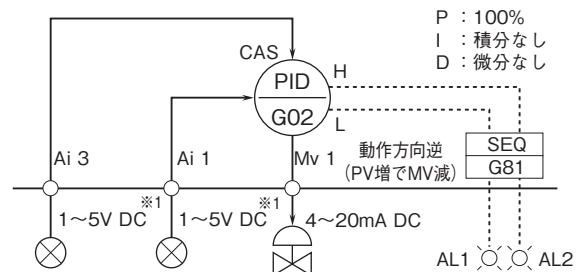 P : 100%
I : 積分なし
D : 微分なし
CAS
PID
G02
H
L
Ai 3
Ai 1
Mv 1
動作方向逆
(PV増でMV減)
SEQ
G81
※1
※1
1〜5V DC
1〜5V DC
4〜20mA DC
AL1
AL2